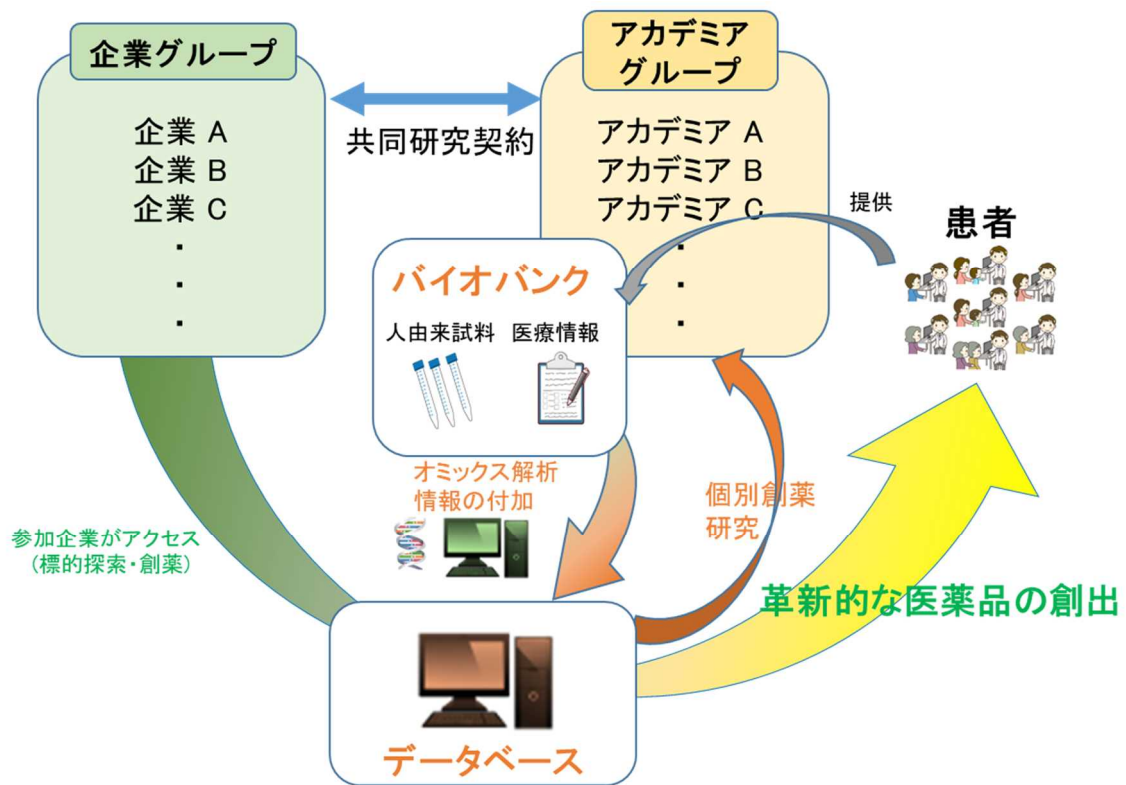 企業グループ
企業 A
企業 B
企業 C
・
・
・
共同研究契約
アカデミア
グループ
アカデミア A
アカデミア B
アカデミア C
・
・
・
提供
患者
バイオバンク
人由来試料 医療情報
オミックス解析
情報の付加
個別創薬
研究
参加企業がアクセス
(標的探索・創薬)
革新的な医薬品の創出
データベース